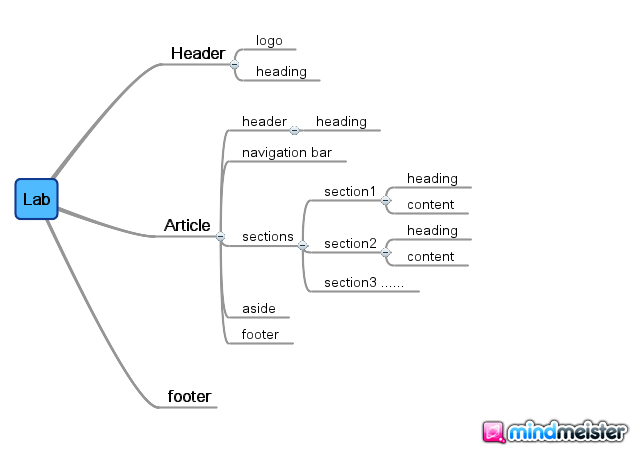 Lab
Header
logo
heading
Article
header
heading
navigation bar
sections
section1
heading
content
section2
heading
content
section3 ......
aside
footer
footer
mindmeister